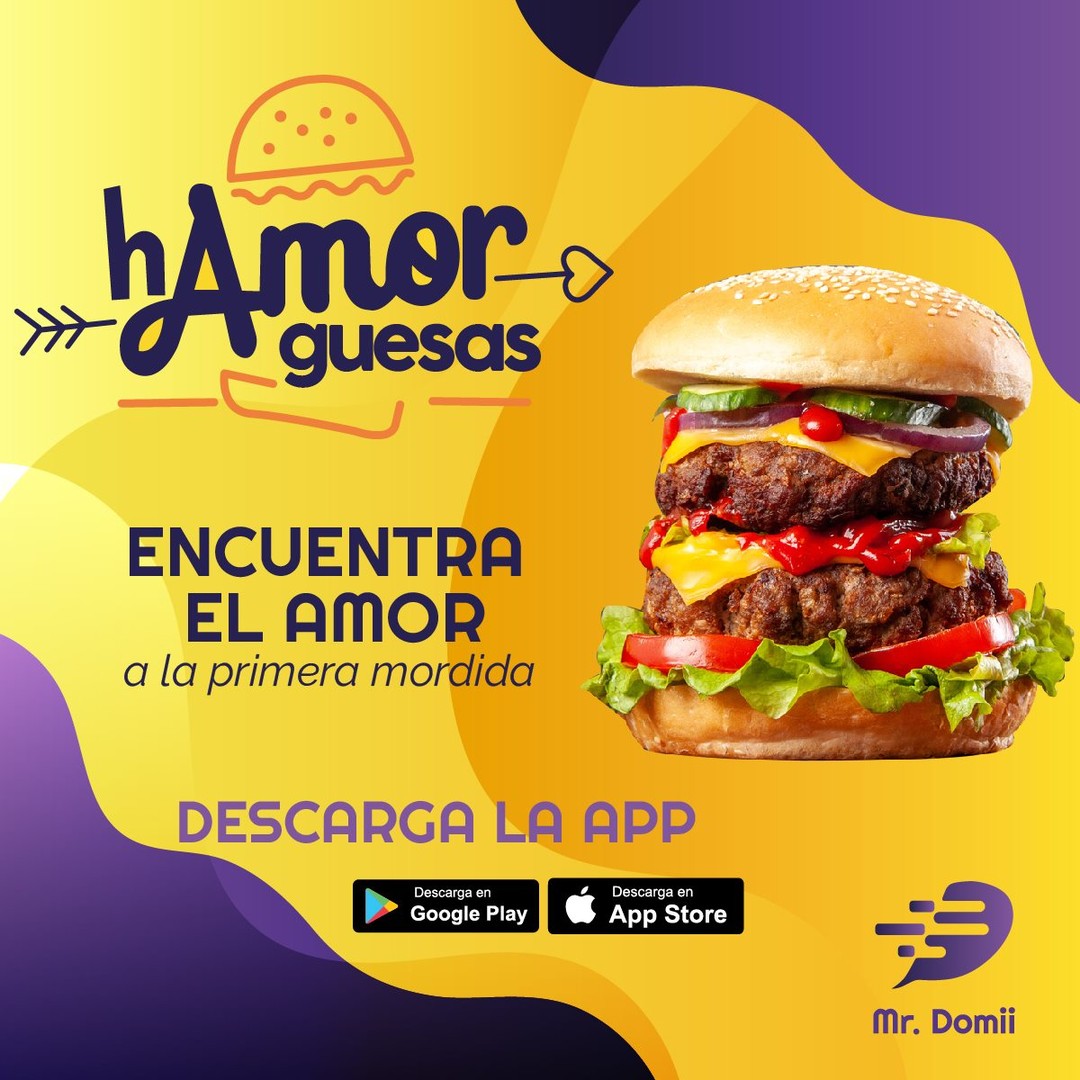 hAmor
guesas
ENCUENTRA
EL AMOR
a la primera mordida
DESCARGA LA APP
Descarga en
Google Play
Descarga en
App Store
Mr. Domii